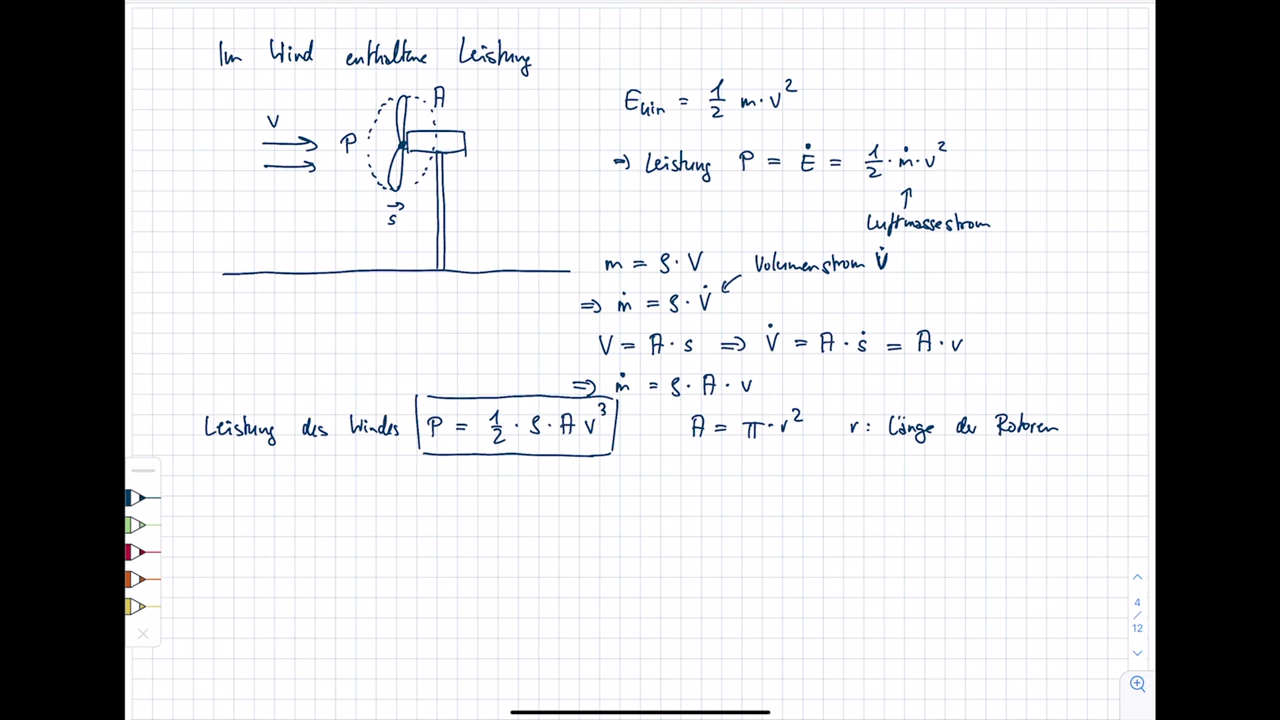 Im Wind enthaltene Leistung
A
v
P
→
s
E_kin = 1/2 m · v²
⇒ Leistung P = Ė = 1/2 · ṁ · v²
↑
Luftmassestrom
m = ρ · V
Volumenstrom V̇
⇒ ṁ = ρ · V̇
V = A · s ⇒ V̇ = A · ṡ = A · v
⇒ ṁ = ρ · A · v
Leistung des Windes P = 1/2 · ρ · A v³
A = π · r² r: Länge der Rotoren
4
/
12